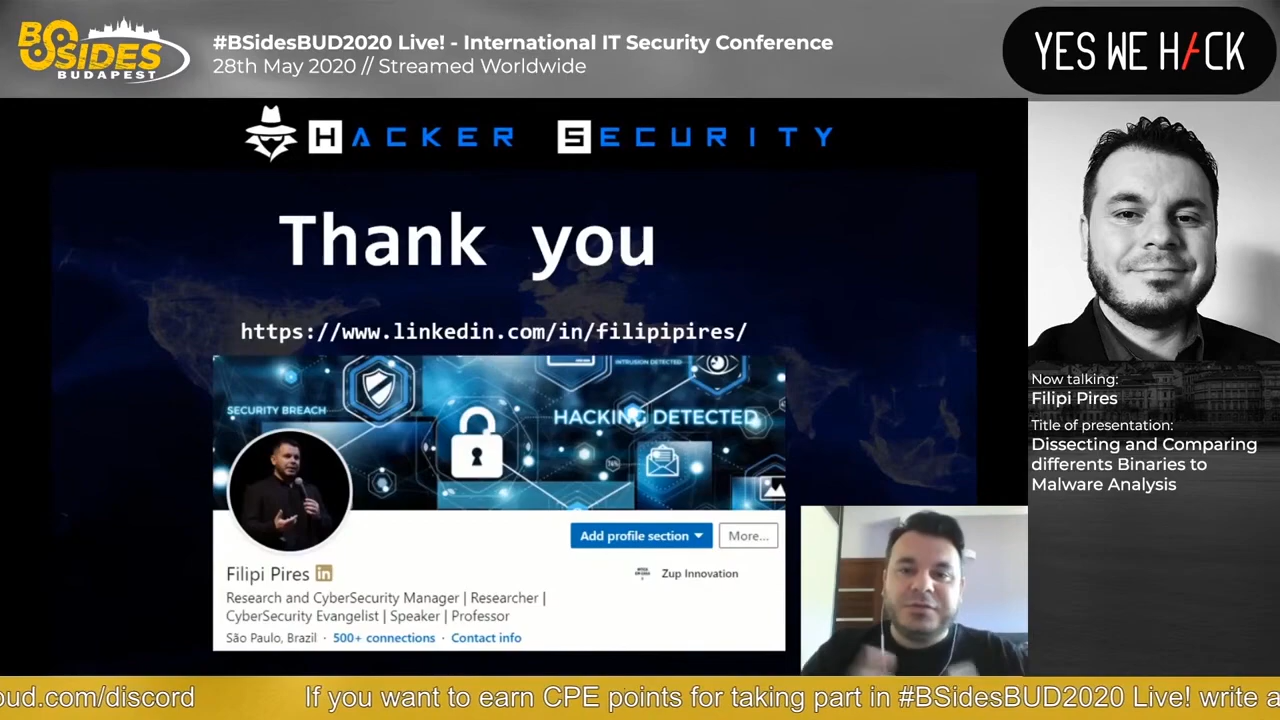 BSIDES
BUDAPEST
#BSidesBUD2020 Live! - International IT Security Conference
28th May 2020 // Streamed Worldwide
YES WE H/CK
HACKER SECURITY
Thank you
https://www.linkedin.com/in/filipipires/
INTRUSION DETECTED
SECURITY BREACH
HACKING DETECTED
Add profile section
More...
Filipi Pires in
Zup Innovation
Research and CyberSecurity Manager | Researcher |
CyberSecurity Evangelist | Speaker | Professor
São Paulo, Brazil · 500+ connections · Contact info
Now talking:
Filipi Pires
Title of presentation:
Dissecting and Comparing
differents Binaries to
Malware Analysis
oud.com/discord
If you want to earn CPE points for taking part in #BSidesBUD2020 Live! write a